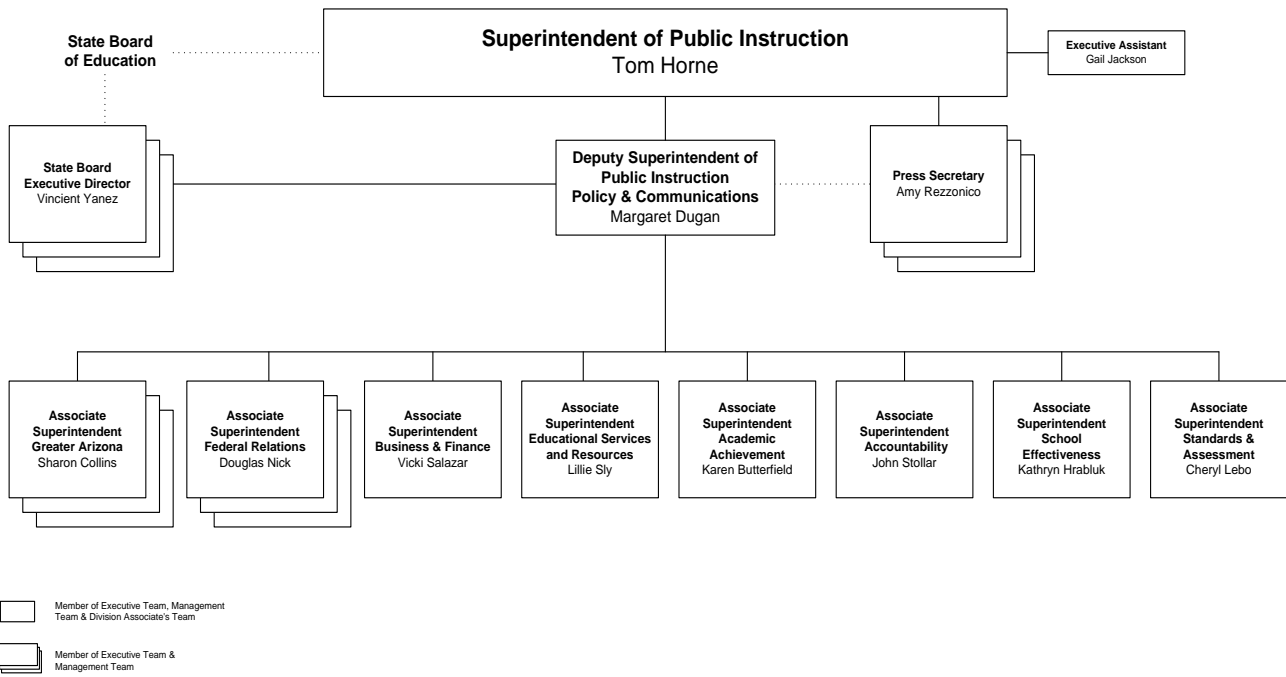 Superintendent of Public Instruction
Tom Horne
State Board
of Education
Executive Assistant
Gail Jackson
State Board
Executive Director
Vincient Yanez
Deputy Superintendent of
Public Instruction
Policy & Communications
Margaret Dugan
Press Secretary
Amy Rezzonico
Associate
Superintendent
Greater Arizona
Sharon Collins
Associate
Superintendent
Federal Relations
Douglas Nick
Associate
Superintendent
Business & Finance
Vicki Salazar
Associate
Superintendent
Educational Services
and Resources
Lillie Sly
Associate
Superintendent
Academic
Achievement
Karen Butterfield
Associate
Superintendent
Accountability
John Stollar
Associate
Superintendent
School
Effectiveness
Kathryn Hrabluk
Associate
Superintendent
Standards &
Assessment
Cheryl Lebo
Member of Executive Team, Management
Team & Division Associate's Team
Member of Executive Team &
Management Team